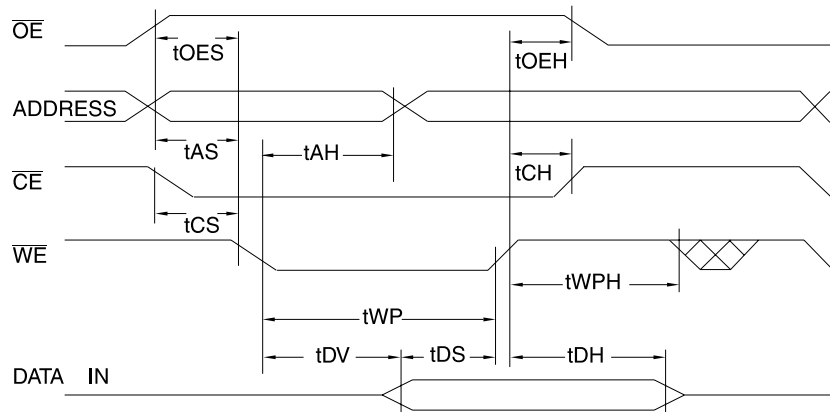 OE
tOES
tOEH
ADDRESS
tAS
tAH
tCH
CE
tCS
WE
tWPH
tWP
tDV
tDS
tDH
DATA IN